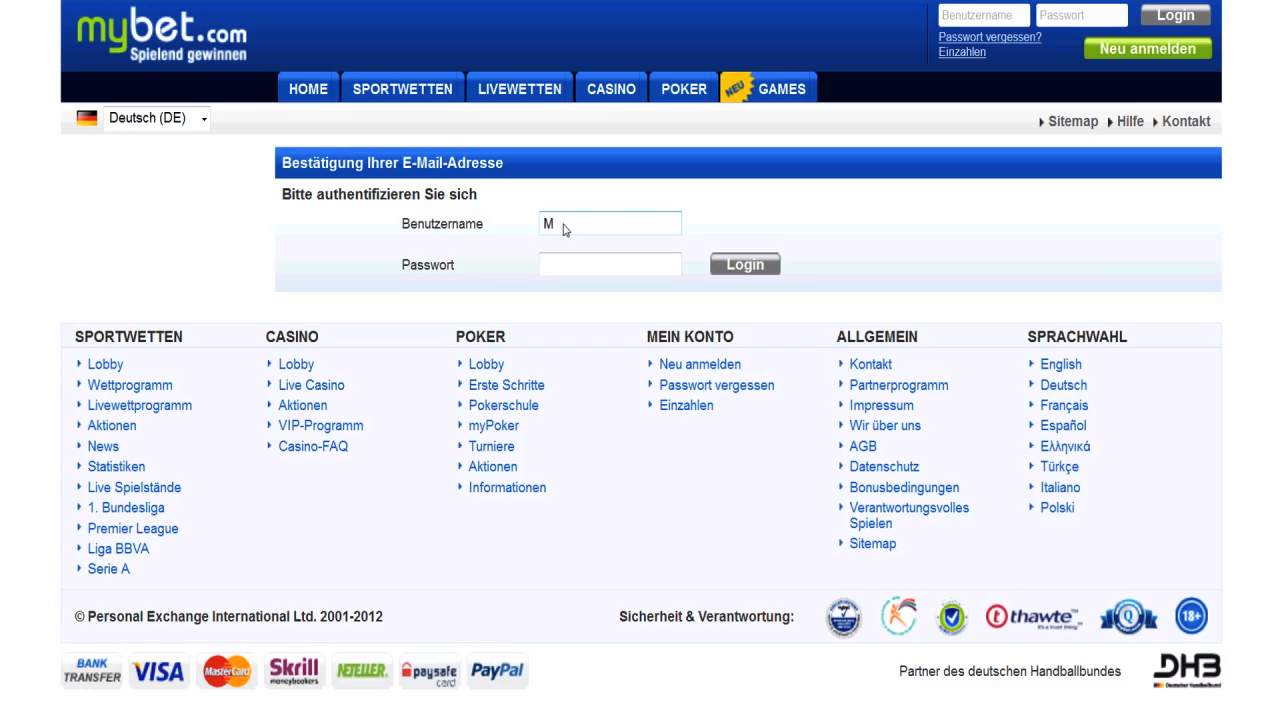 mybet.com
Spielend gewinnen
Benutzername Passwort Login
Passwort vergessen?
Einzahlen
Neu anmelden
HOME SPORTWETTEN LIVEWETTEN CASINO POKER NEU GAMES
Deutsch (DE)
Sitemap Hilfe Kontakt
Bestätigung Ihrer E-Mail-Adresse
Bitte authentifizieren Sie sich
Benutzername M
Passwort Login
SPORTWETTEN CASINO POKER MEIN KONTO ALLGEMEIN SPRACHWAHL
Lobby Lobby Lobby Neu anmelden Kontakt English
Wettprogramm Live Casino Erste Schritte Passwort vergessen Partnerprogramm Deutsch
Livewettprogramm Aktionen Pokerschule Einzahlen Impressum Français
Aktionen VIP-Programm myPoker Wir über uns Español
News Casino-FAQ Turniere AGB Ελληνικά
Statistiken Aktionen Datenschutz Türkçe
Live Spielstände Informationen Bonusbedingungen Italiano
1. Bundesliga Verantwortungsvolles Polski
Spielen
Premier League
Liga BBVA Sitemap
Serie A
© Personal Exchange International Ltd. 2001-2012 Sicherheit & Verantwortung: thawte Q 18+
BANK
TRANSFER VISA MasterCard Skrill
moneybookers NETELLER paysafe
card PayPal
Partner des deutschen Handballbundes DHB
Deutscher Handballbund